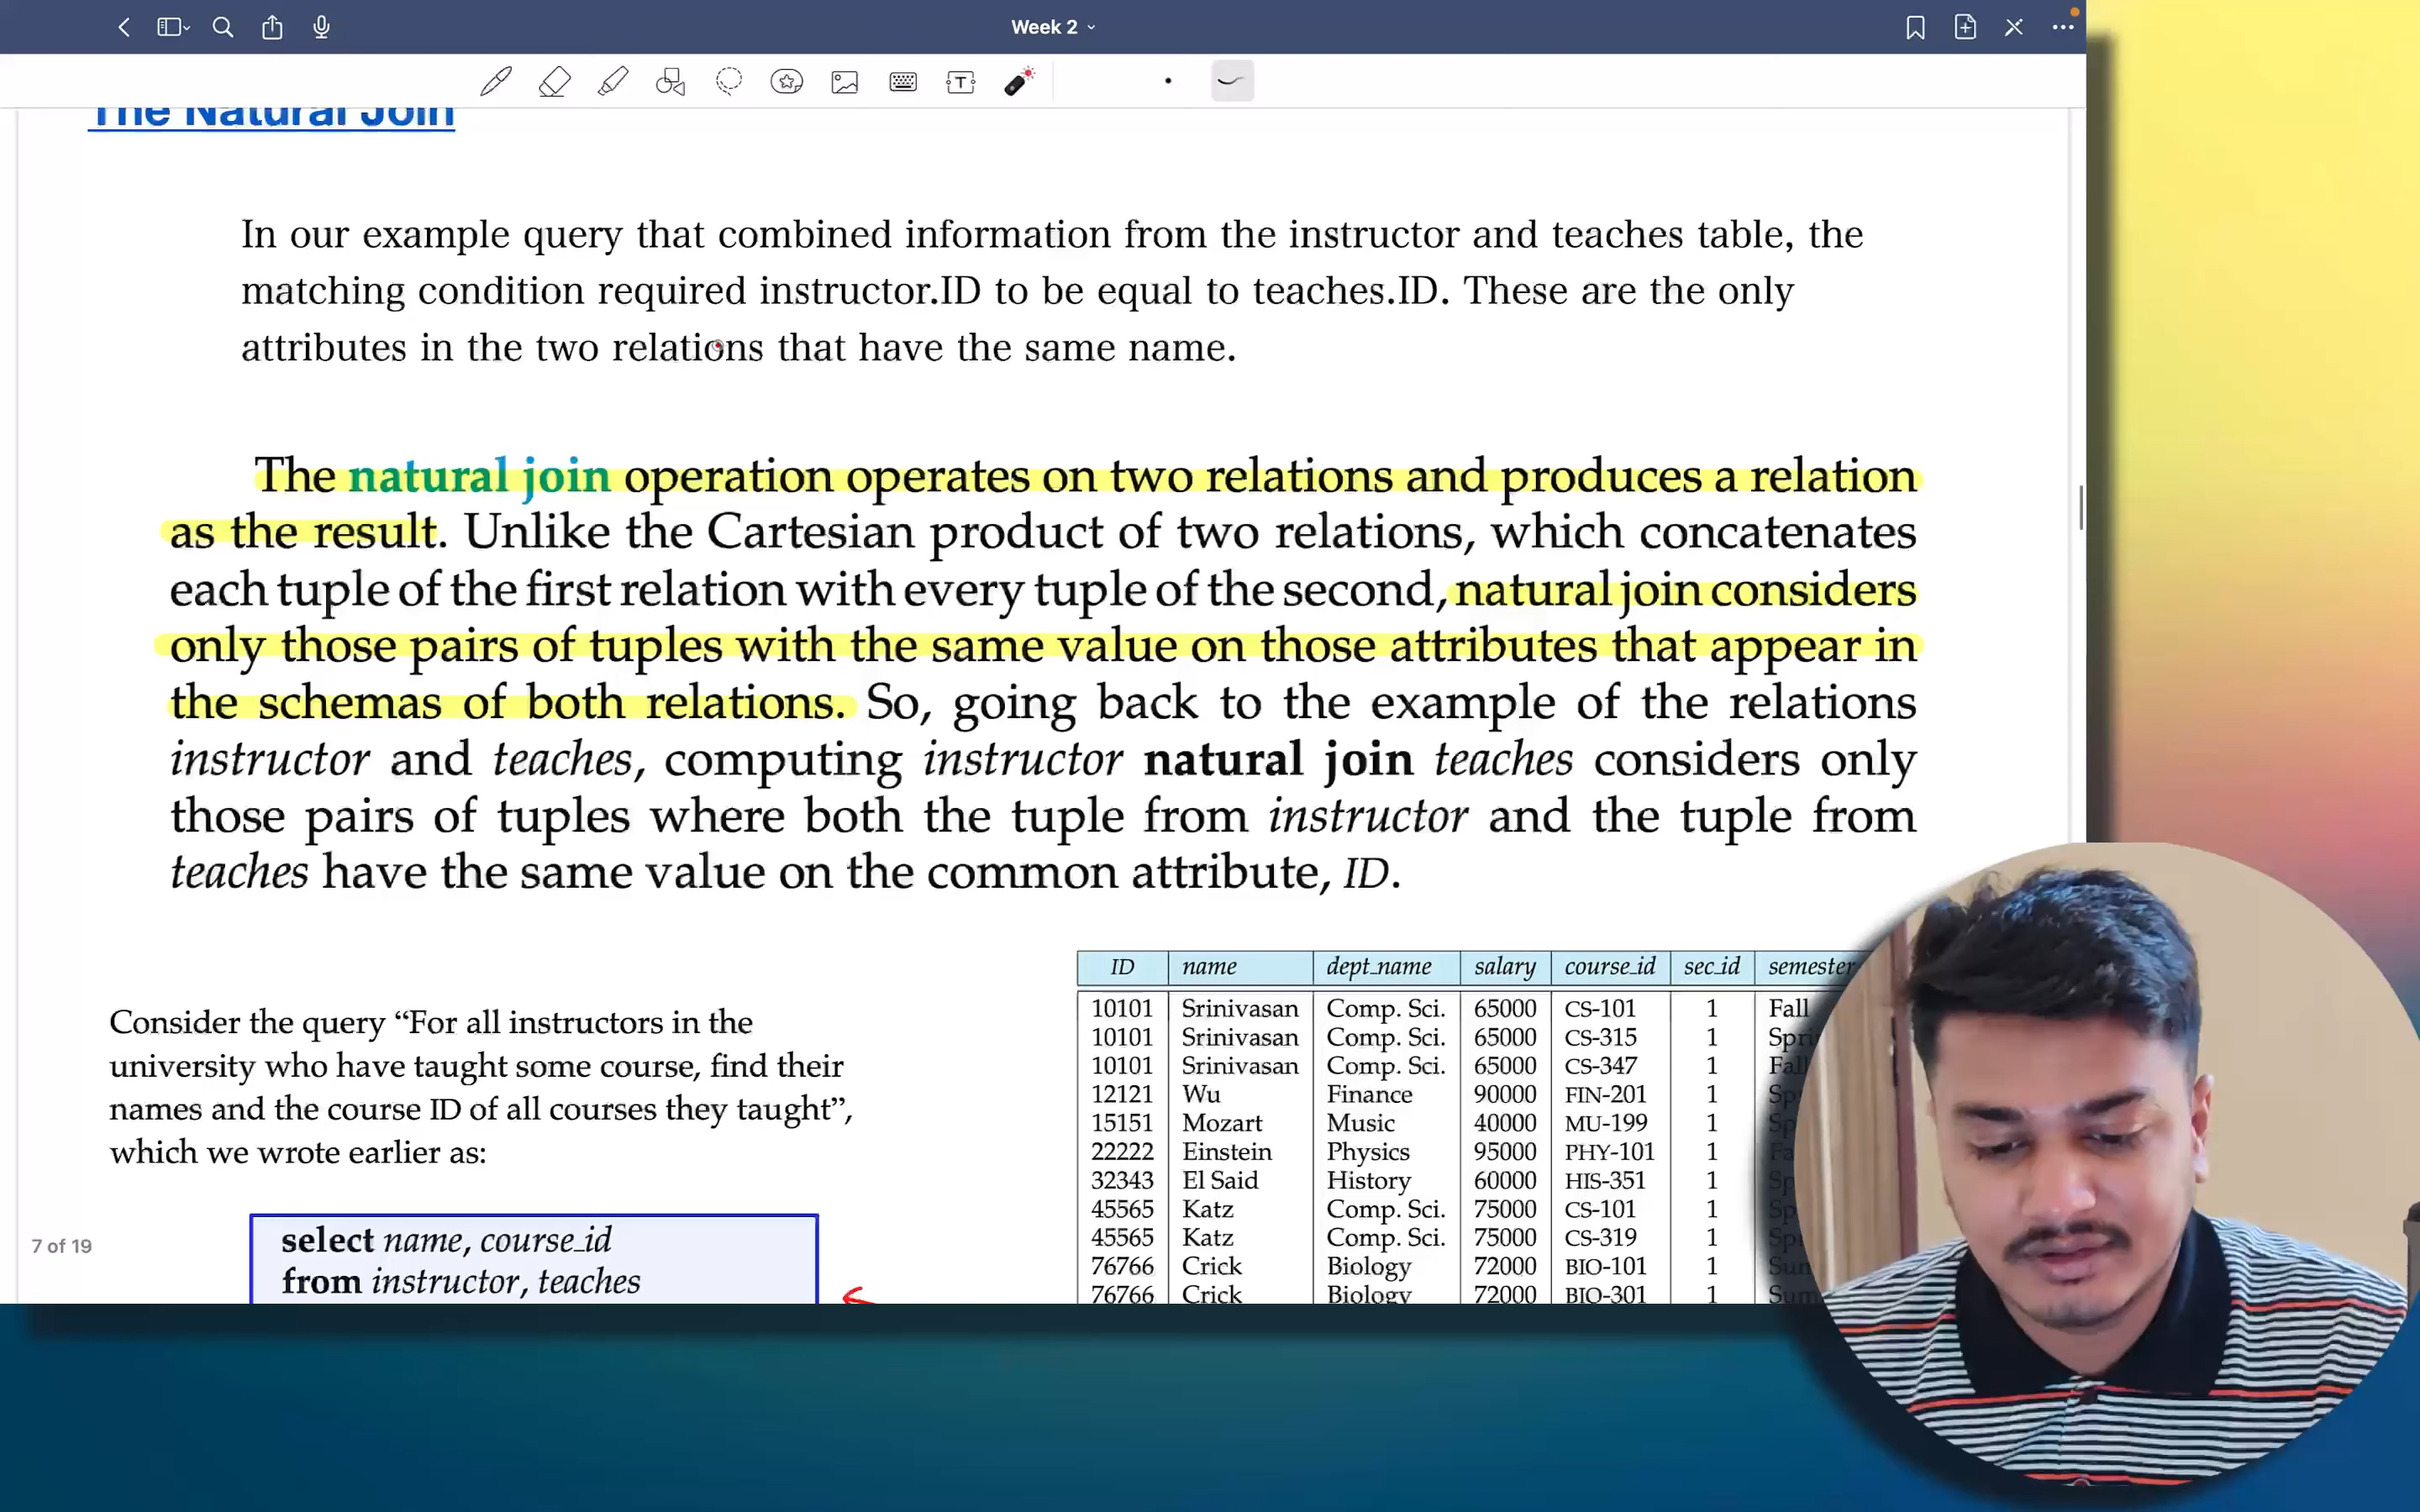 Week 2
The Natural Join
In our example query that combined information from the instructor and teaches table, the
matching condition required instructor.ID to be equal to teaches.ID. These are the only
attributes in the two relations that have the same name.
The natural join operation operates on two relations and produces a relation
as the result. Unlike the Cartesian product of two relations, which concatenates
each tuple of the first relation with every tuple of the second, natural join considers
only those pairs of tuples with the same value on those attributes that appear in
the schemas of both relations. So, going back to the example of the relations
instructor and teaches, computing instructor natural join teaches considers only
those pairs of tuples where both the tuple from instructor and the tuple from
teaches have the same value on the common attribute, ID.
Consider the query “For all instructors in the
university who have taught some course, find their
names and the course ID of all courses they taught”,
which we wrote earlier as:
select name, course_id
from instructor, teaches
7 of 19
ID name dept_name salary course_id sec_id semester
10101 Srinivasan Comp. Sci. 65000 CS-101 1 Fall
10101 Srinivasan Comp. Sci. 65000 CS-315 1 Spri
10101 Srinivasan Comp. Sci. 65000 CS-347 1 Fal
12121 Wu Finance 90000 FIN-201 1 Sp
15151 Mozart Music 40000 MU-199 1 Sp
22222 Einstein Physics 95000 PHY-101 1 Fa
32343 El Said History 60000 HIS-351 1 Sp
45565 Katz Comp. Sci. 75000 CS-101 1 Sp
45565 Katz Comp. Sci. 75000 CS-319 1 Sp
76766 Crick Biology 72000 BIO-101 1 Sum
76766 Crick Biology 72000 BIO-301 1 Sum